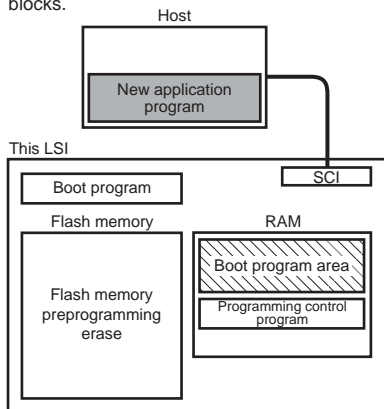 blocks.
Host
New application
program
This LSI
SCI
Boot program
Flash memory
RAM
Boot program area
Flash memory
preprogramming
erase
Programming control
program